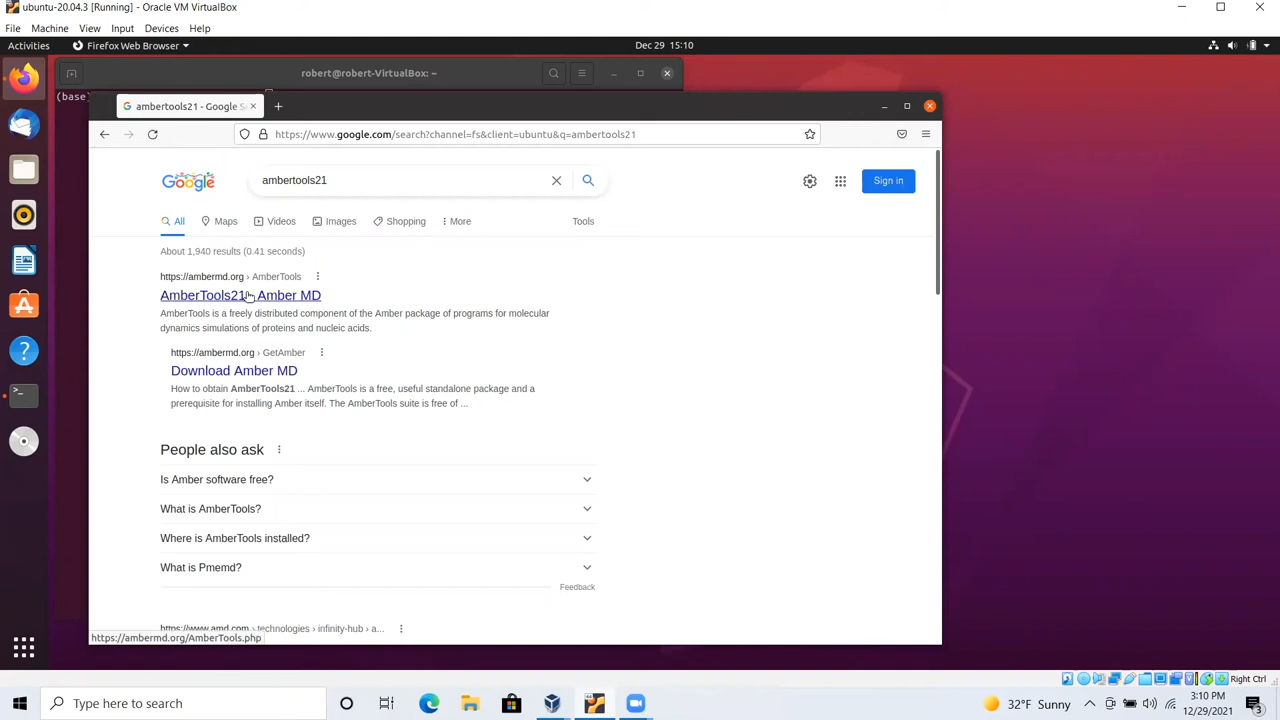 ubuntu-20.04.3 [Running] - Oracle VM VirtualBox
File Machine View Input Devices Help
Activities Firefox Web Browser Dec 29 15:10
robert@robert-VirtualBox: ~
(base)
ambertools21 - Google S
https://www.google.com/search?channel=fs&client=ubuntu&q=ambertools21
Google ambertools21 Sign in
All Maps Videos Images Shopping More Tools
About 1,940 results (0.41 seconds)
https://ambermd.org › AmberTools
AmberTools21 Amber MD
AmberTools is a freely distributed component of the Amber package of programs for molecular
dynamics simulations of proteins and nucleic acids.
https://ambermd.org › GetAmber
Download Amber MD
How to obtain AmberTools21 ... AmberTools is a free, useful standalone package and a
prerequisite for installing Amber itself. The AmberTools suite is free of ...
People also ask
Is Amber software free?
What is AmberTools?
Where is AmberTools installed?
What is Pmemd?
Feedback
https://www.amd.com › technologies › infinity-hub › a...
https://ambermd.org/AmberTools.php
Right Ctrl
Type here to search
32°F Sunny
3:10 PM
12/29/2021
3